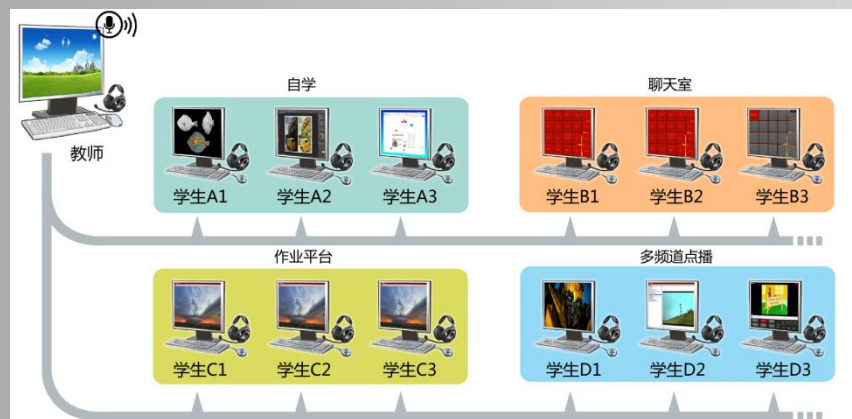 教师
自学
学生A1
学生A2
学生A3
聊天室
学生B1
学生B2
学生B3
作业平台
学生C1
学生C2
学生C3
多频道点播
学生D1
学生D2
学生D3